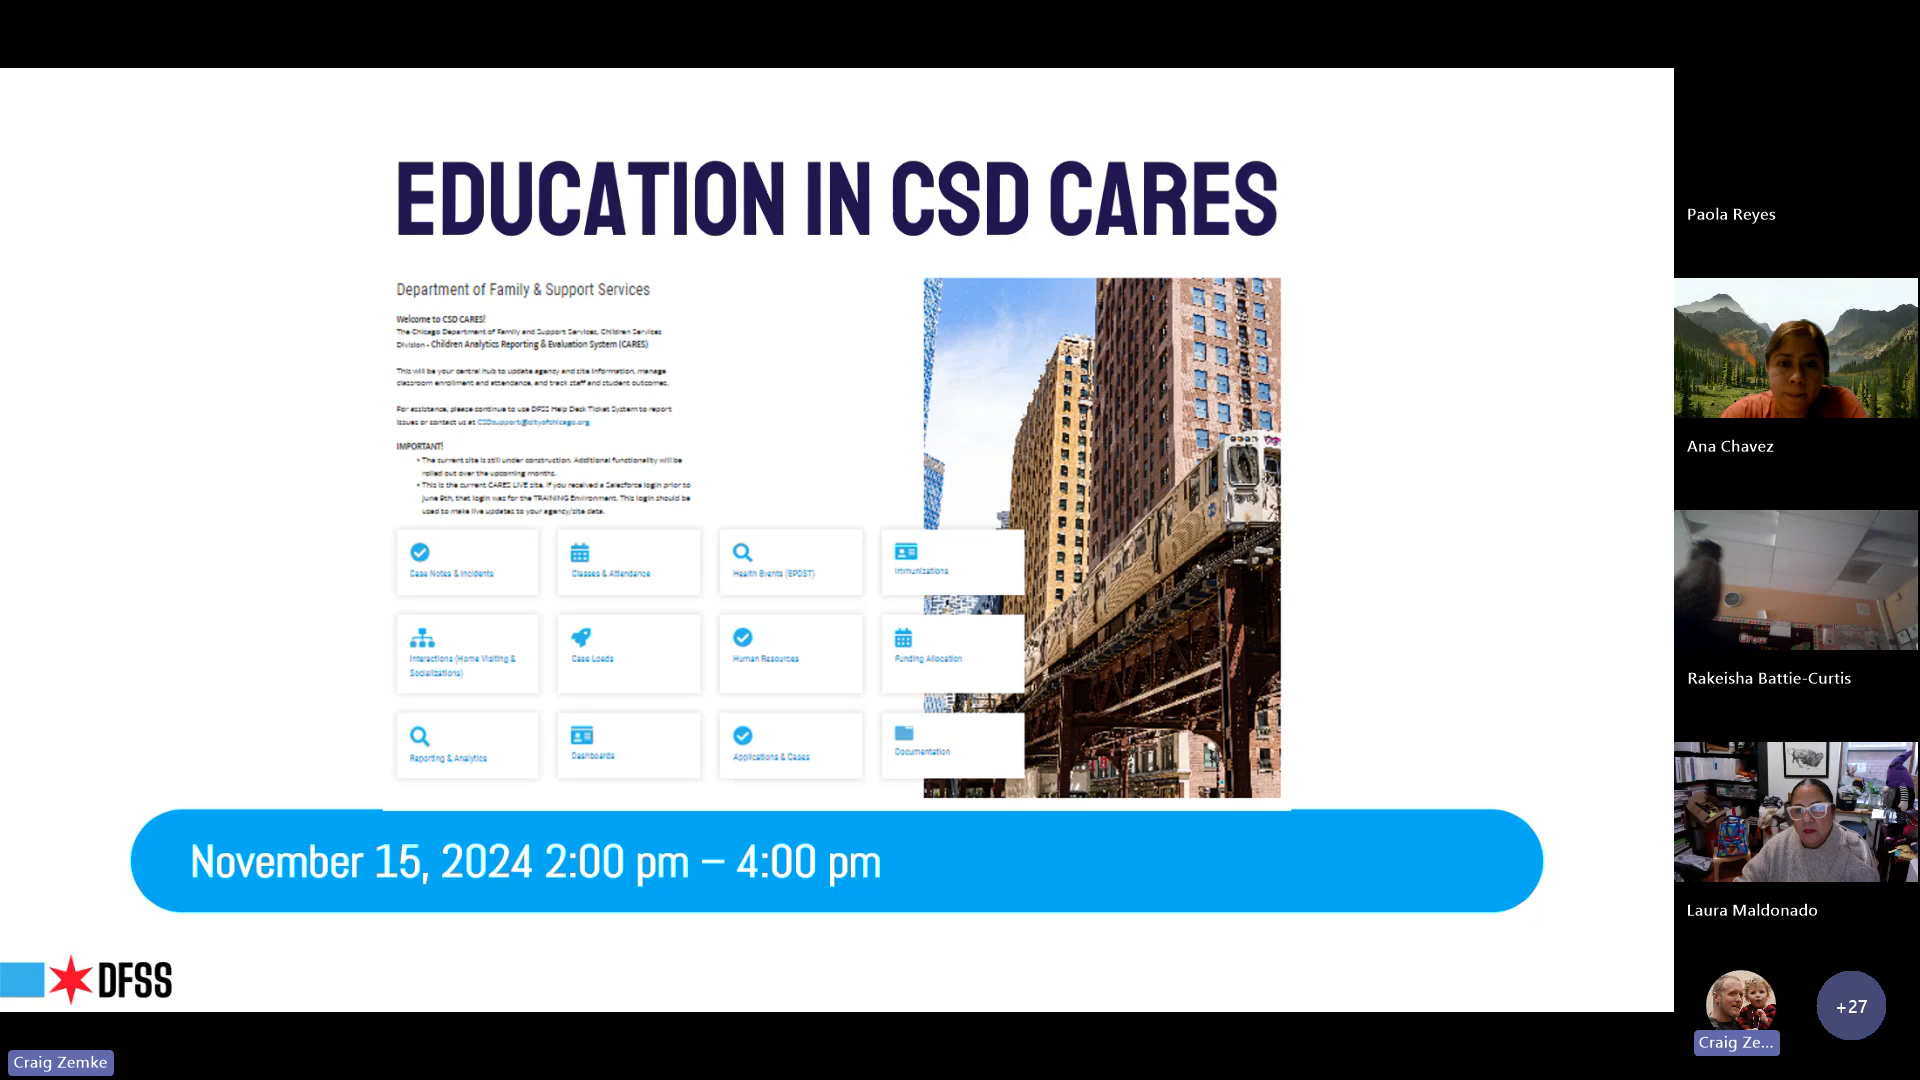 EDUCATION IN CSD CARES
Department of Family & Support Services
Welcome to CSD CARES!
The Chicago Department of Family and Support Services, Children Services
Division - Children Analytics Reporting & Evaluation System (CARES)
This will be your central hub to update agency and site information, manage
classroom enrollment and attendance, and track staff and student outcomes.
For assistance, please continue to use DFSS Help Desk Ticket System to report
issues or contact us at CSDsupport@cityofchicago.org
IMPORTANT!
• The current site is still under construction. Additional functionality will be
rolled out over the upcoming months.
• This is the current CARES LIVE site. If you received a Salesforce login prior to
June 9th, that login was for the TRAINING Environment. This login should be
used to make live updates to your agency/site data.
Case Notes & Incidents
Classes & Attendance
Health Events (EPDST)
Immunizations
Interactions (Home Visiting &
Socializations)
Case Loads
Human Resources
Funding Allocation
Reporting & Analytics
Dashboards
Applications & Cases
Documentation
November 15, 2024 2:00 pm – 4:00 pm
DFSS
Craig Zemke
Paola Reyes
Ana Chavez
Rakeisha Battie-Curtis
Laura Maldonado
Craig Ze...
+27